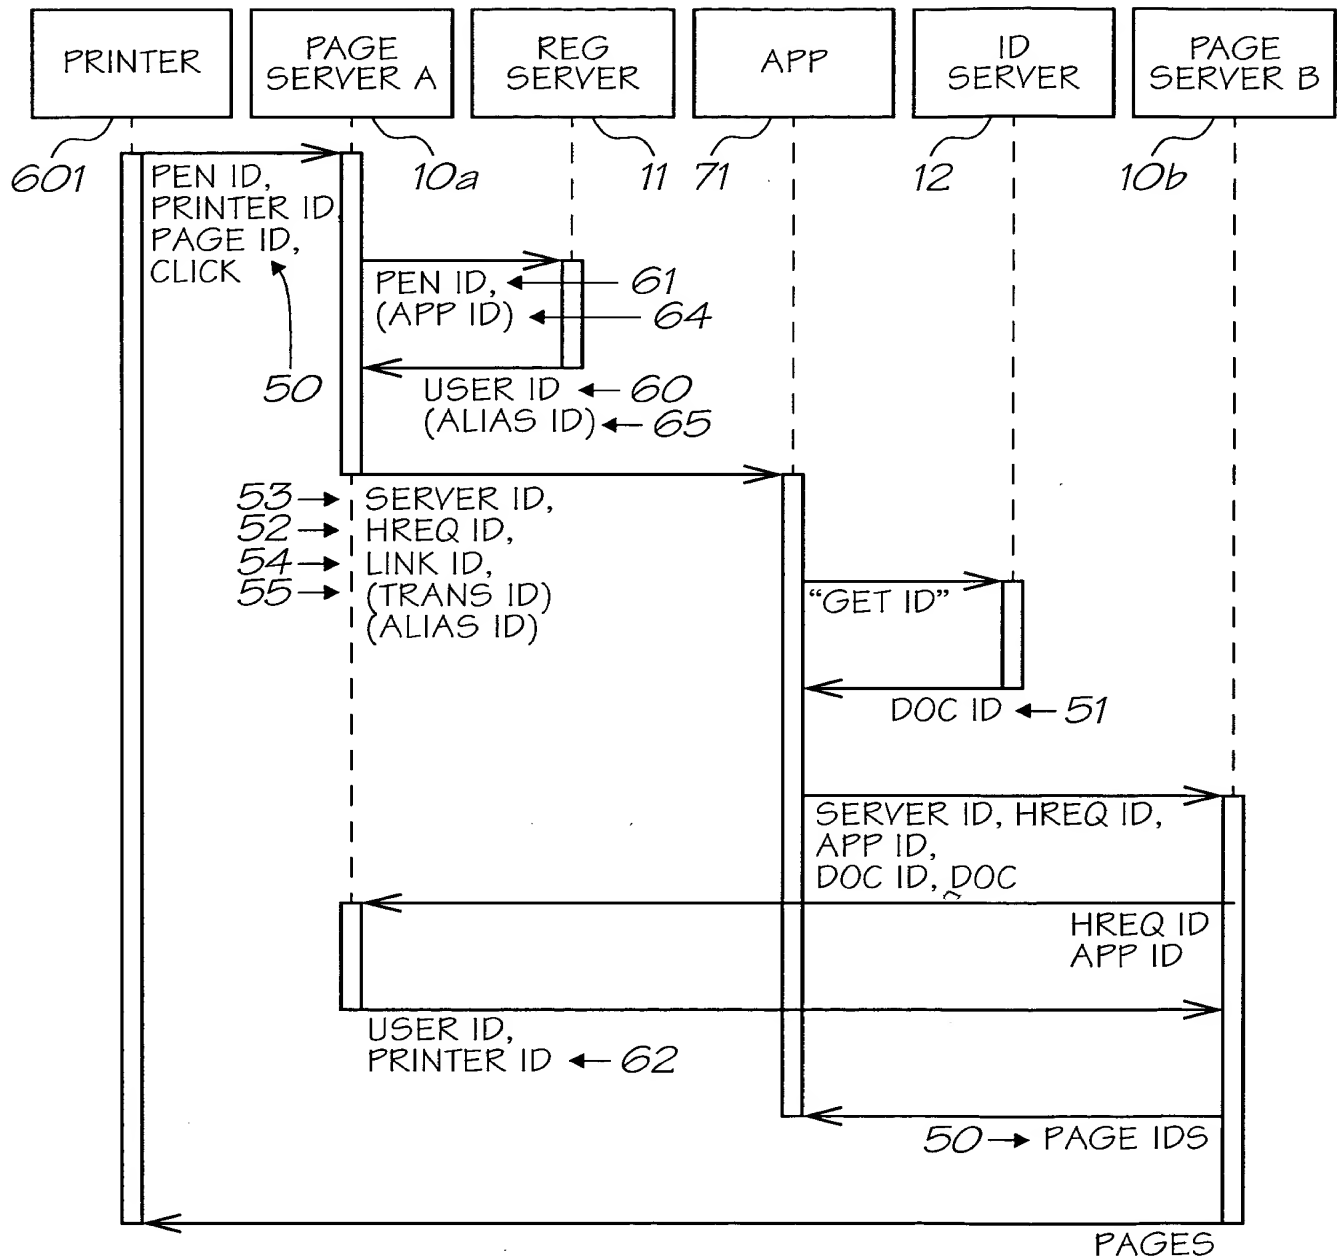 PRINTER
PAGE
SERVER A
REG
SERVER
APP
ID
SERVER
PAGE
SERVER B
601
10a
11
71
12
10b
PEN ID,
PRINTER ID,
PAGE ID,
CLICK
50
PEN ID,
61
(APP ID)
64
USER ID
60
(ALIAS ID)
65
53
SERVER ID,
52
HREQ ID,
54
LINK ID,
55
(TRANS ID)
(ALIAS ID)
"GET ID"
DOC ID
51
SERVER ID, HREQ ID,
APP ID,
DOC ID, DOC
HREQ ID
APP ID
USER ID,
PRINTER ID
62
50
PAGE IDS
PAGES